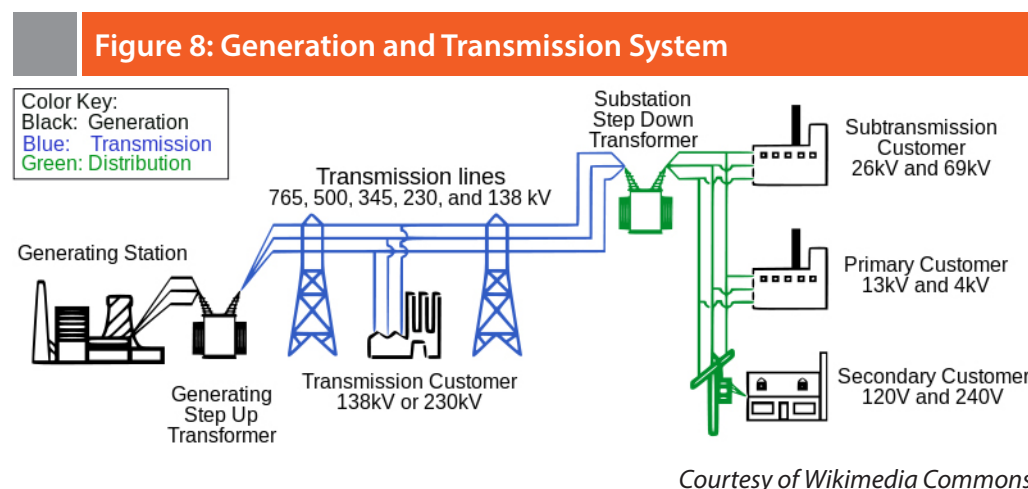 Figure 8: Generation and Transmission System
Color Key:
Black: Generation
Blue: Transmission
Green: Distribution
Substation
Step Down
Transformer
Subtransmission
Customer
26kV and 69kV
Transmission lines
765, 500, 345, 230, and 138 kV
Generating Station
Primary Customer
13kV and 4kV
Transmission Customer
138kV or 230kV
Generating
Step Up
Transformer
Secondary Customer
120V and 240V
Courtesy of Wikimedia Commons